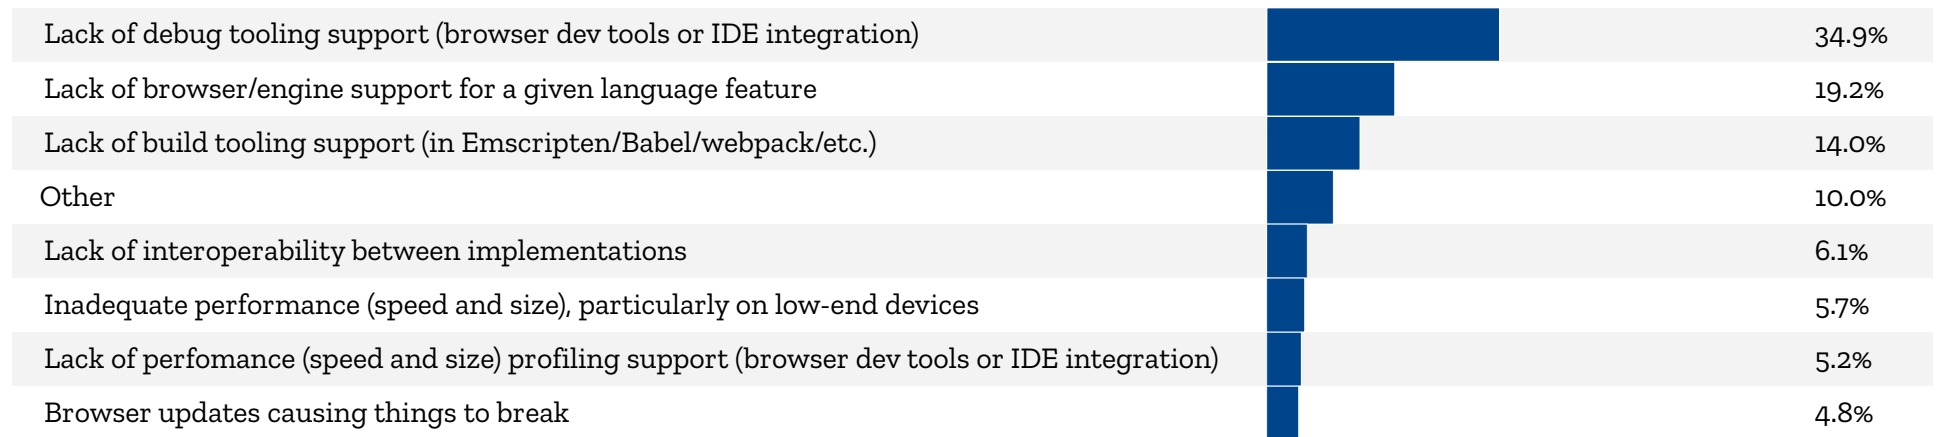 Lack of debug tooling support (browser dev tools or IDE integration) 34.9%
Lack of browser/engine support for a given language feature 19.2%
Lack of build tooling support (in Emscripten/Babel/webpack/etc.) 14.0%
Other 10.0%
Lack of interoperability between implementations 6.1%
Inadequate performance (speed and size), particularly on low-end devices 5.7%
Lack of perfomance (speed and size) profiling support (browser dev tools or IDE integration) 5.2%
Browser updates causing things to break 4.8%